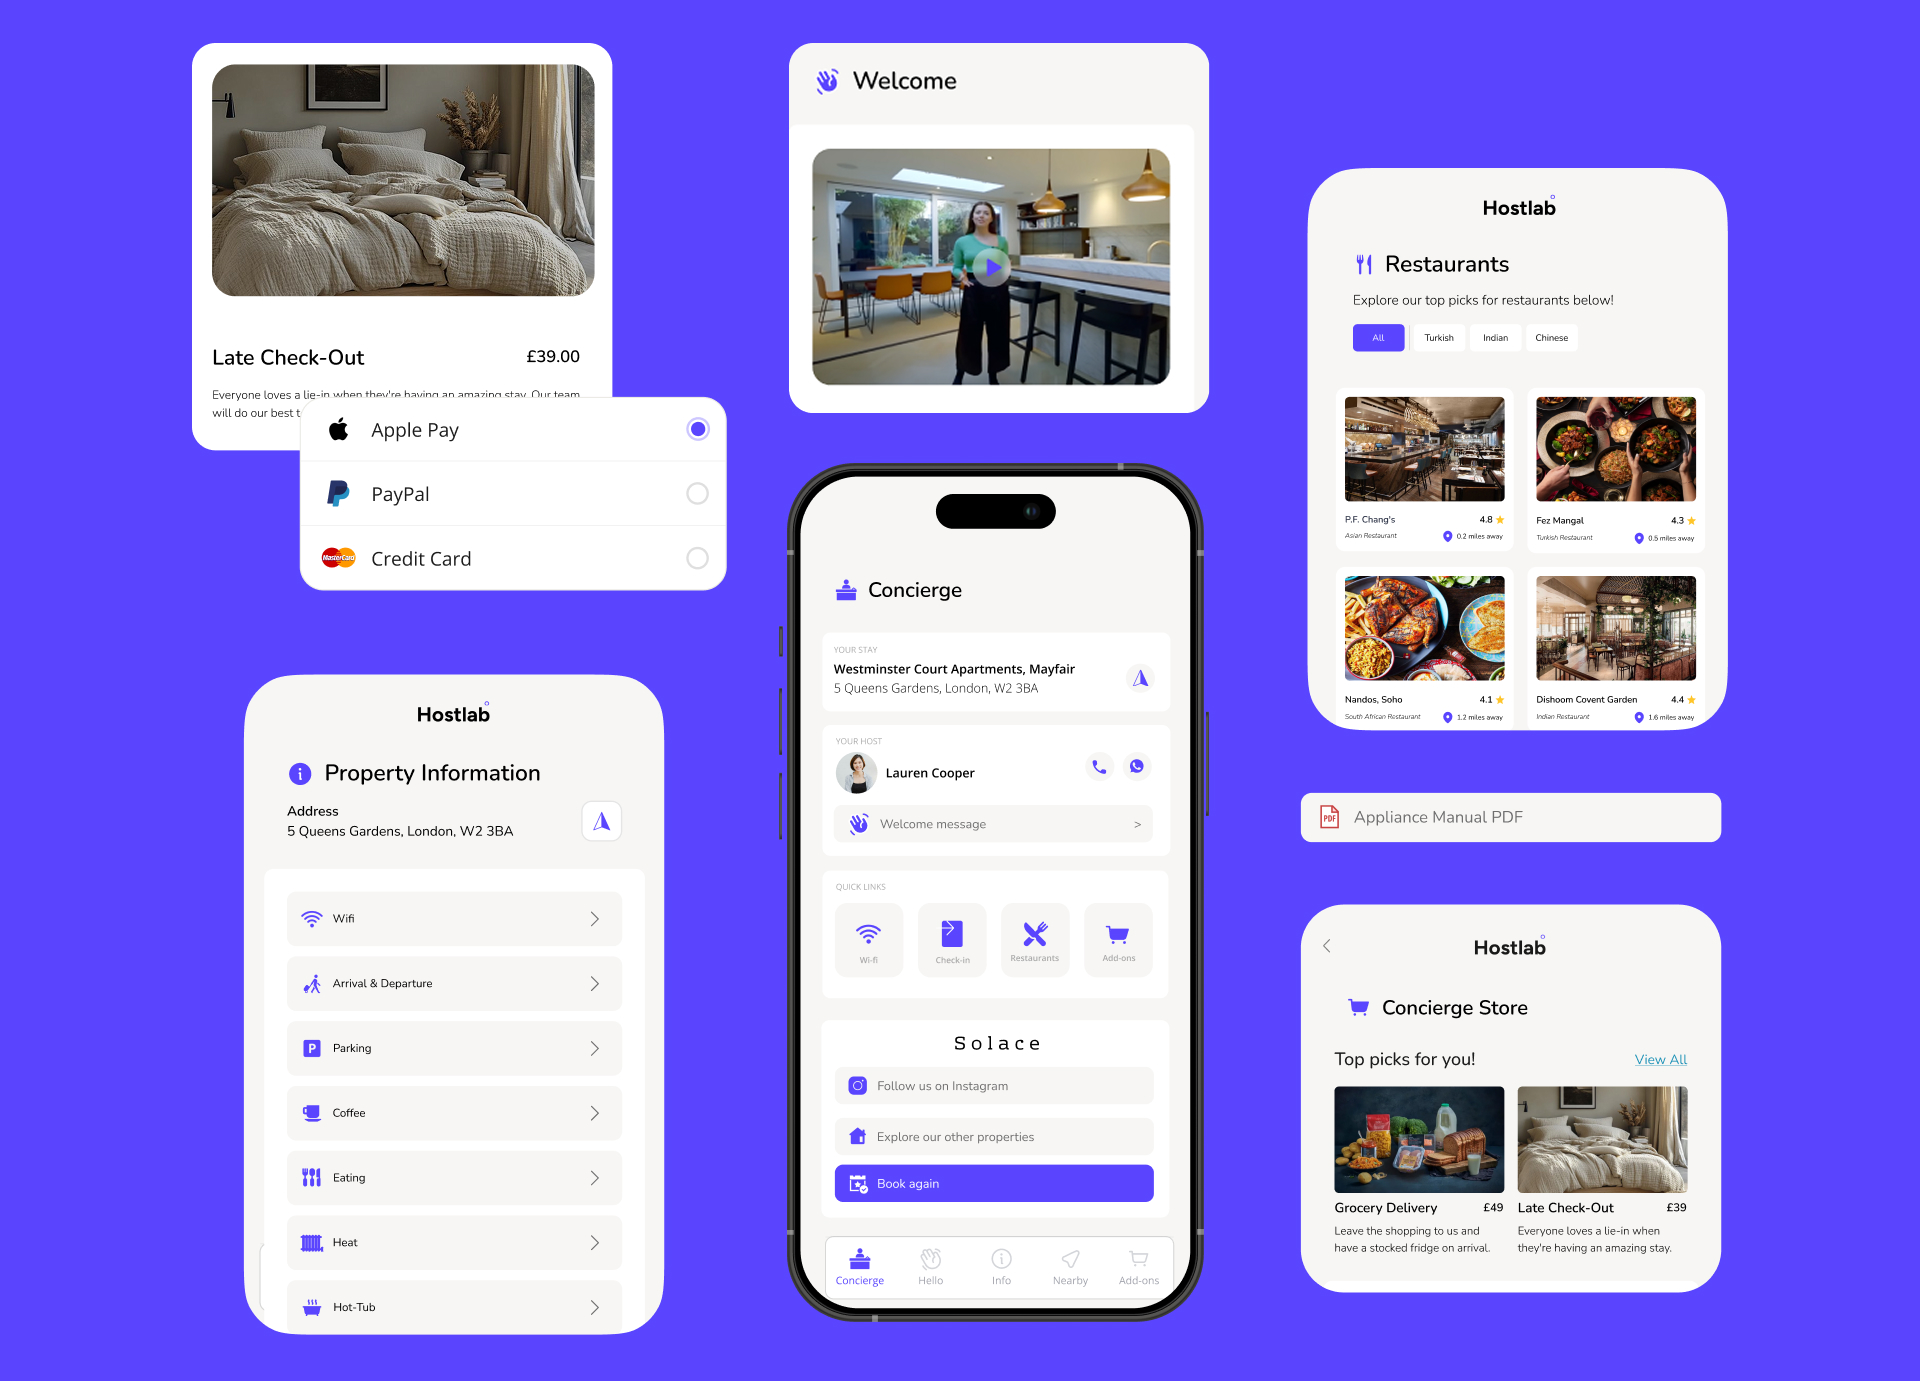 Late Check-Out
£39.00
Everyone loves a lie-in when they're having an amazing stay. Our team
will do our best t
Apple Pay
PayPal
MasterCard
Credit Card
Welcome
Hostlab
Restaurants
Explore our top picks for restaurants below!
All
Turkish
Indian
Chinese
P.F. Chang's
4.8
Asian Restaurant
0.2 miles away
Fez Mangal
4.3
Turkish Restaurant
0.5 miles away
Nandos, Soho
4.1
South African Restaurant
1.2 miles away
Dishoom Covent Garden
4.4
Indian Restaurant
1.6 miles away
Hostlab
Property Information
Address
5 Queens Gardens, London, W2 3BA
Wifi
Arrival & Departure
P
Parking
Coffee
Eating
Heat
Hot-Tub
Concierge
YOUR STAY
Westminster Court Apartments, Mayfair
5 Queens Gardens, London, W2 3BA
YOUR HOST
Lauren Cooper
Welcome message
>
QUICK LINKS
Wi-fi
Check-in
Restaurants
Add-ons
Solace
Follow us on Instagram
Explore our other properties
Book again
Concierge
Hello
Info
Nearby
Add-ons
PDF
Appliance Manual PDF
Hostlab
Concierge Store
Top picks for you!
View All
Grocery Delivery
£49
Leave the shopping to us and
have a stocked fridge on arrival.
Late Check-Out
£39
Everyone loves a lie-in when
they're having an amazing stay.